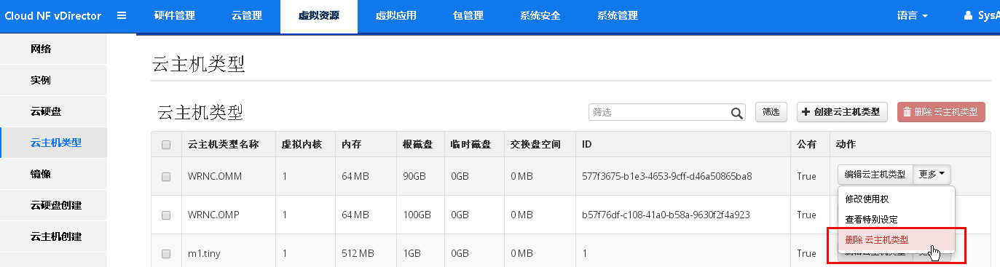 Cloud NF vDirector 硬件管理 云管理 虚拟资源 虚拟应用 包管理 系统安全 系统管理 语言 SysA
网络
实例
云硬盘
云主机类型
镜像
云硬盘创建
云主机创建
云主机类型
云主机类型
筛选 筛选 创建云主机类型 删除 云主机类型
云主机类型名称 虚拟内核 内存 根磁盘 临时磁盘 交换盘空间 ID 公有 动作
WRNC.OMM 1 64 MB 90GB 0GB 0 MB 577f3675-b1e3-4653-9cff-d46a50865ba8 True 编辑云主机类型 更多
修改使用权
查看特别设定
删除 云主机类型
WRNC.OMP 1 64 MB 100GB 0GB 0 MB b57f76df-c108-41a0-b58a-9630f2f4a923 True
m1.tiny 1 512 MB 1GB 0GB 0 MB 1 True 编辑云主机类型